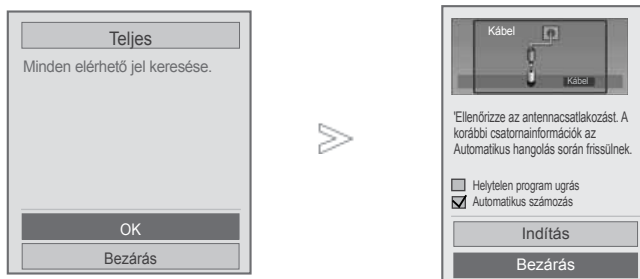 Teljes
Minden elérhető jel keresése.
OK
Bezárás
Kábel
Kábel
'Ellenőrizze az antennacsatlakozást. A
korábbi csatornainformációk az
Automatikus hangolás során frissülnek.
Helytelen program ugrás
Automatikus számozás
Indítás
Bezárás